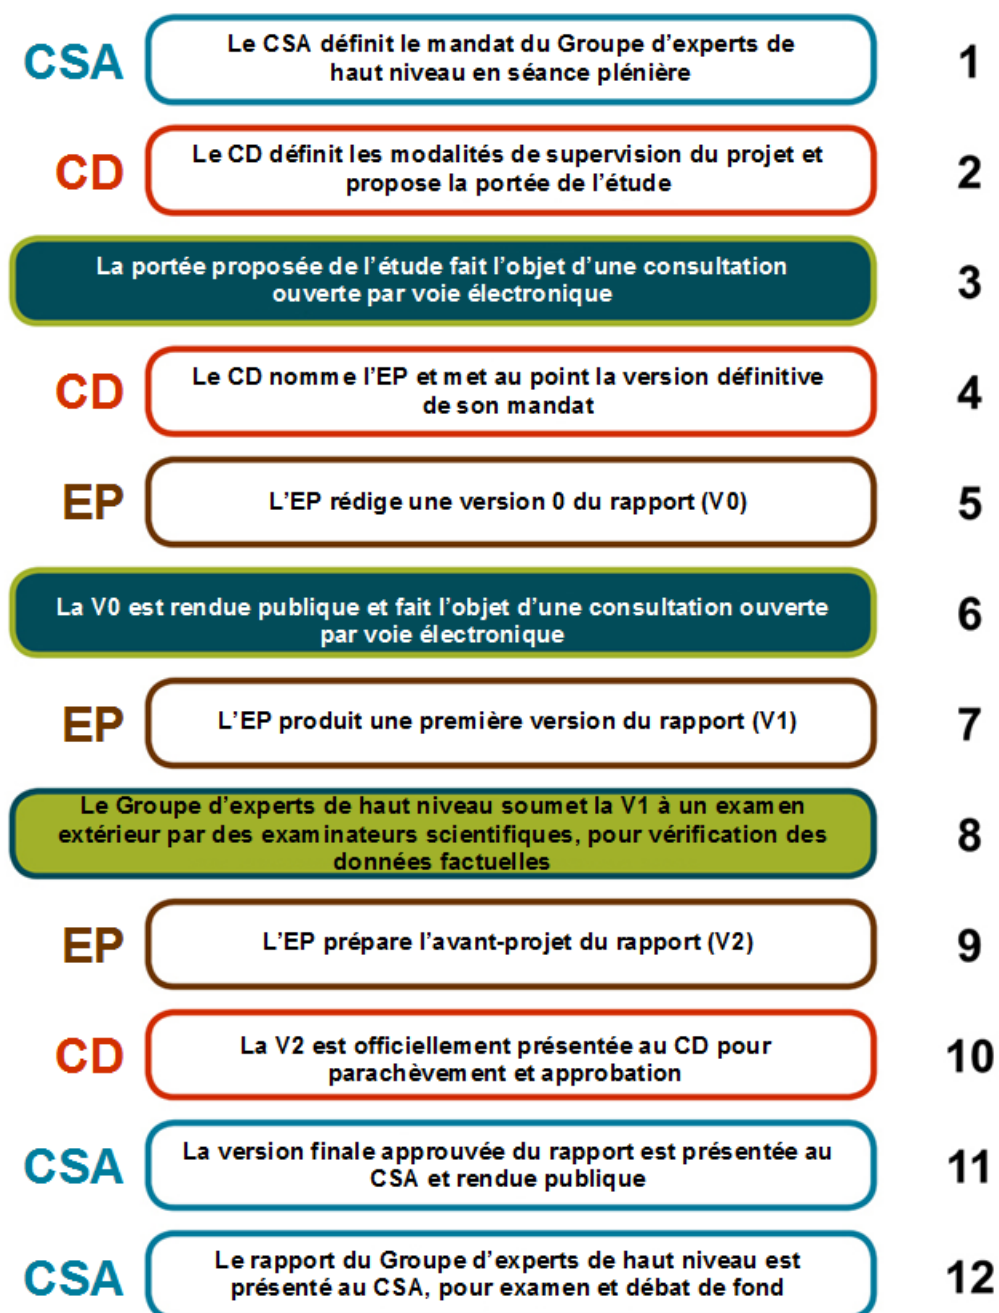 CSA
Le CSA définit le mandat du Groupe d'experts de
haut niveau en séance plénière
1
CD
Le CD définit les modalités de supervision du projet et
propose la portée de l'étude
2
La portée proposée de l'étude fait l'objet d'une consultation
ouverte par voie électronique
3
CD
Le CD nomme l'EP et met au point la version définitive
de son mandat
4
EP
L'EP rédige une version 0 du rapport (V0)
5
La V0 est rendue publique et fait l'objet d'une consultation ouverte
par voie électronique
6
EP
L'EP produit une première version du rapport (V1)
7
Le Groupe d'experts de haut niveau soumet la V1 à un examen
extérieur par des examinateurs scientifiques, pour vérification des
données factuelles
8
EP
L'EP prépare l'avant-projet du rapport (V2)
9
CD
La V2 est officiellement présentée au CD pour
parachèvement et approbation
10
CSA
La version finale approuvée du rapport est présentée au
CSA et rendue publique
11
CSA
Le rapport du Groupe d'experts de haut niveau est
présenté au CSA, pour examen et débat de fond
12